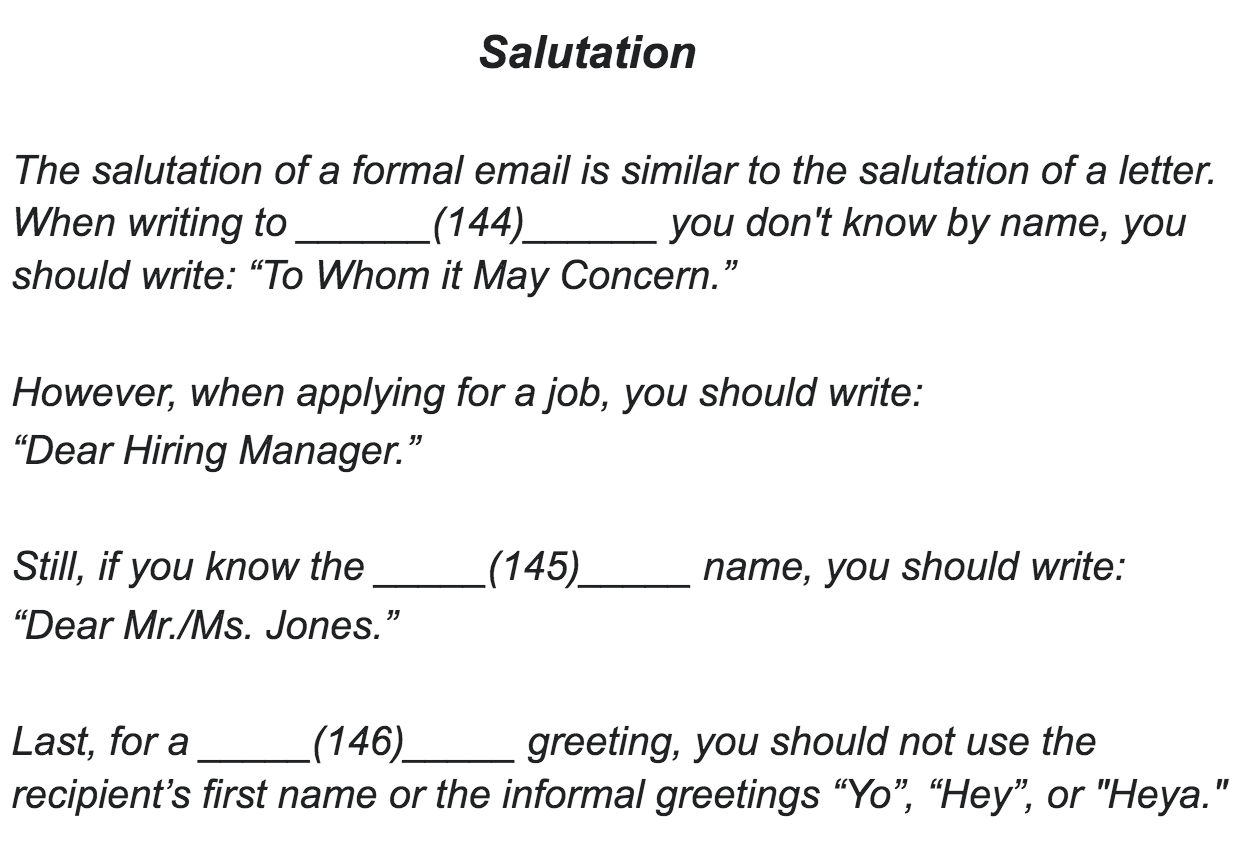 Salutation
The salutation of a formal email is similar to the salutation of a letter.
When writing to ______(144)______ you don't know by name, you
should write: “To Whom it May Concern.”
However, when applying for a job, you should write:
“Dear Hiring Manager.”
Still, if you know the _____(145)_____ name, you should write:
“Dear Mr./Ms. Jones.”
Last, for a _____(146)_____ greeting, you should not use the
recipient’s first name or the informal greetings “Yo”, “Hey”, or "Heya."